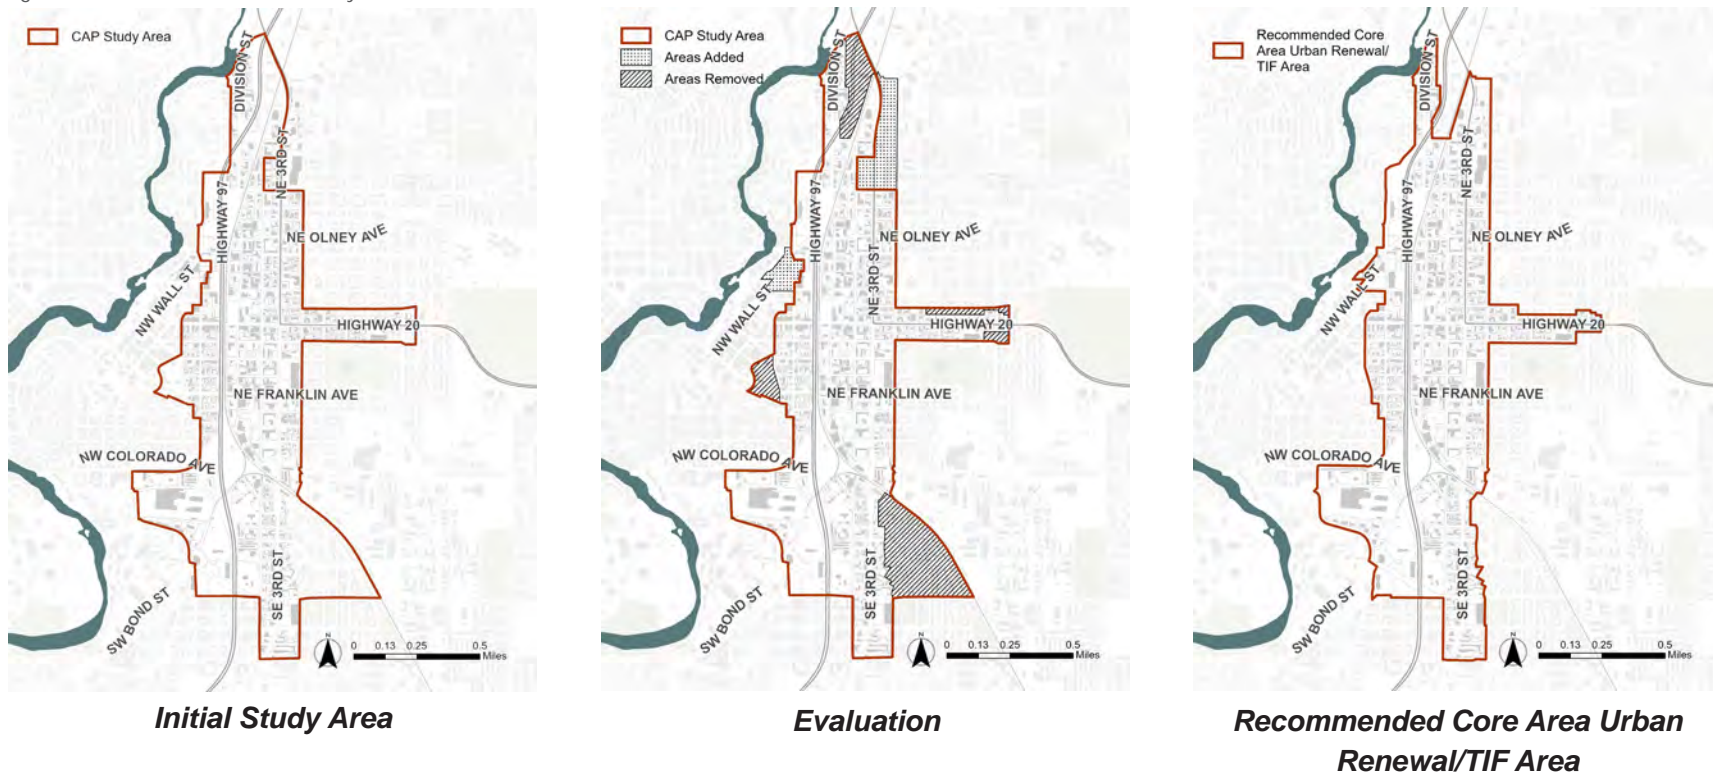 CAP Study Area
DIVISION ST
NE 3RD ST
HIGHWAY 97
NE OLNEY AVE
NW WALL ST
HIGHWAY 20
NE FRANKLIN AVE
NW COLORADO AVE
SE 3RD ST
SW BOND ST
N
0 0.13 0.25 0.5
Miles
Initial Study Area
CAP Study Area
Areas Added
Areas Removed
DIVISION ST
HIGHWAY 97
NE OLNEY AVE
NE 3RD ST
NW WALL ST
HIGHWAY 20
NE FRANKLIN AVE
NW COLORADO AVE
SE 3RD ST
SW BOND ST
N
0 0.13 0.25 0.5
Miles
Evaluation
Recommended Core
Area Urban Renewal/
TIF Area
DIVISION ST
NE 3RD ST
HIGHWAY 97
NE OLNEY AVE
NW WALL ST
HIGHWAY 20
NE FRANKLIN AVE
NW COLORADO AVE
SE 3RD ST
SW BOND ST
N
0 0.13 0.25 0.5
Miles
Recommended Core Area Urban
Renewal/TIF Area